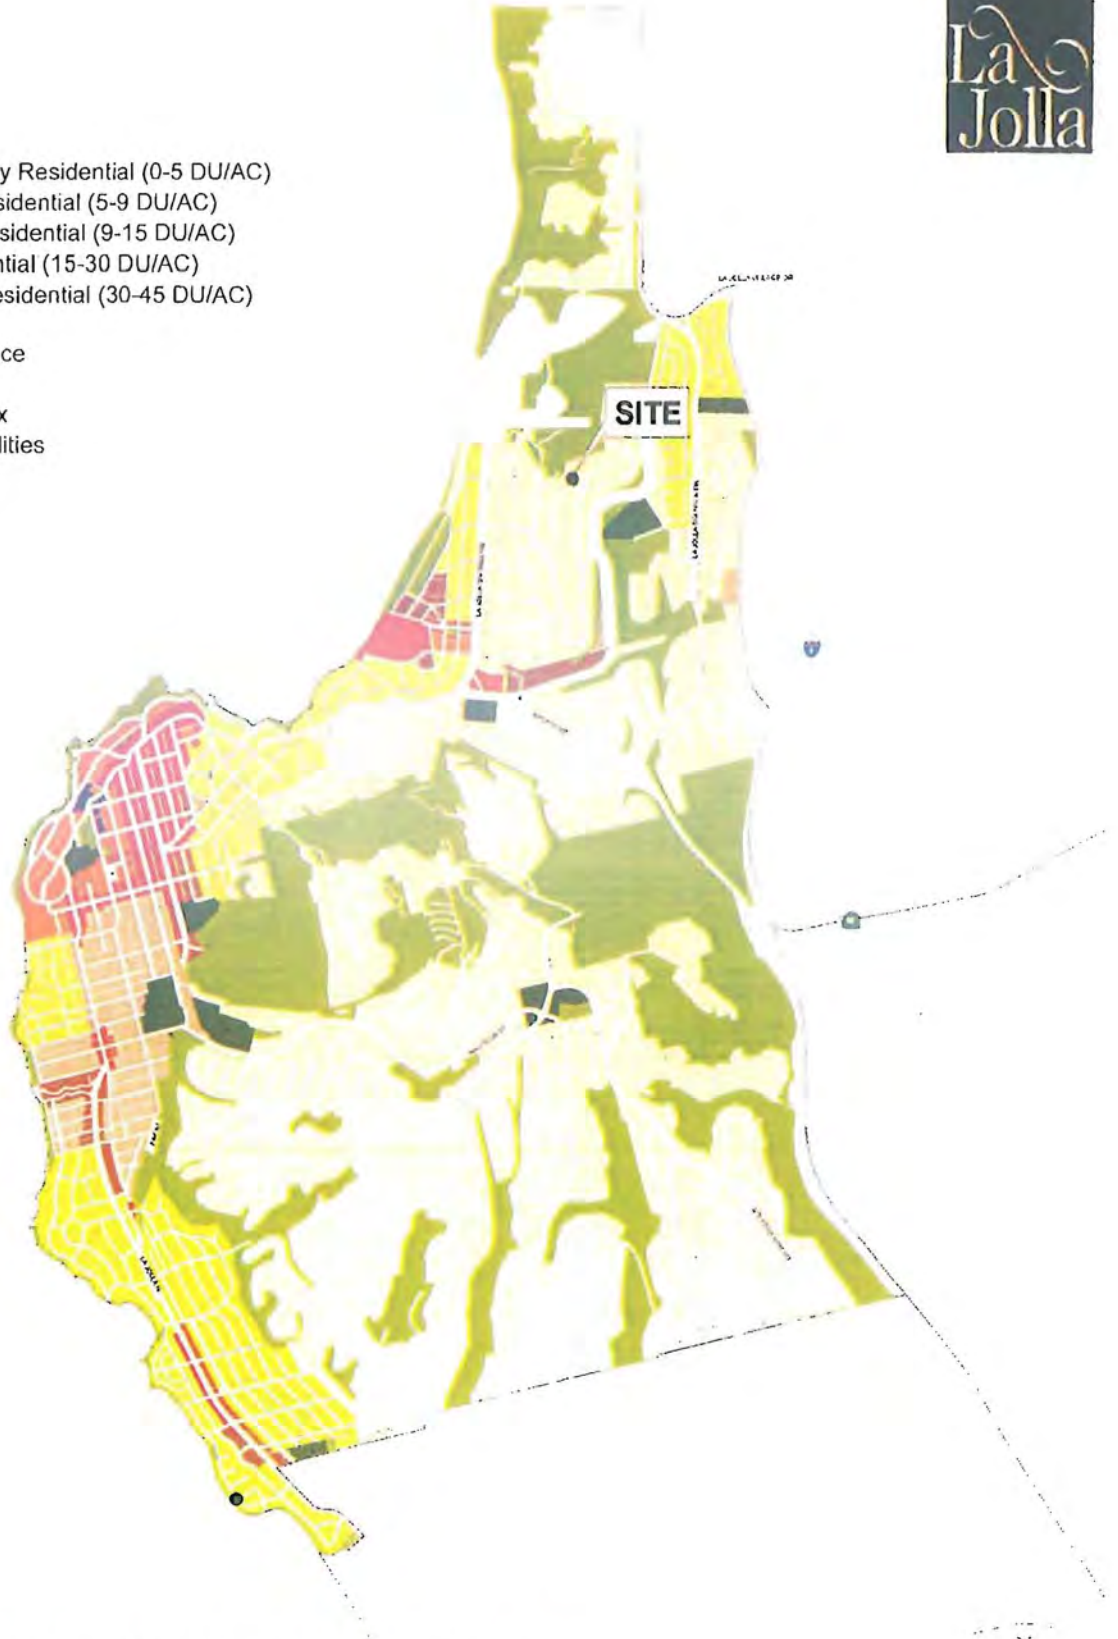 La
Jolla
y Residential (0-5 DU/AC)
sidential (5-9 DU/AC)
sidential (9-15 DU/AC)
ntial (15-30 DU/AC)
esidential (30-45 DU/AC)
ce
x
lities
SITE